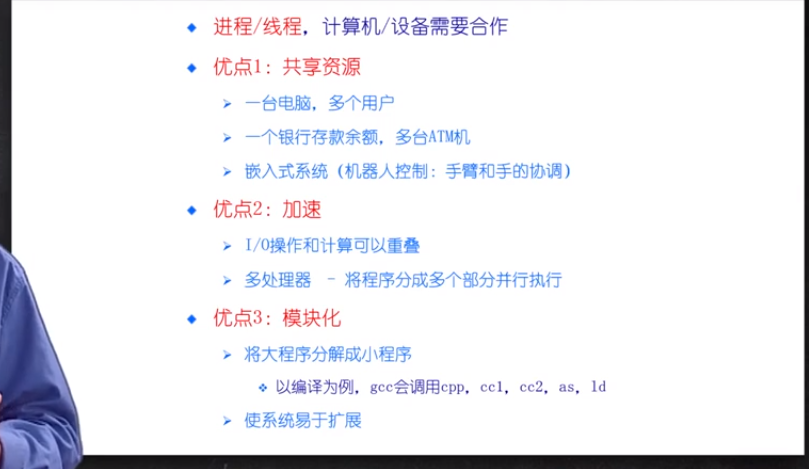 进程/线程，计算机/设备需要合作
优点1：共享资源
一台电脑，多个用户
一个银行存款余额，多台ATM机
嵌入式系统（机器人控制：手臂和手的协调）
优点2：加速
I/O操作和计算可以重叠
多处理器 - 将程序分成多个部分并行执行
优点3：模块化
将大程序分解成小程序
以编译为例，gcc会调用cpp，cc1，cc2，as，ld
使系统易于扩展